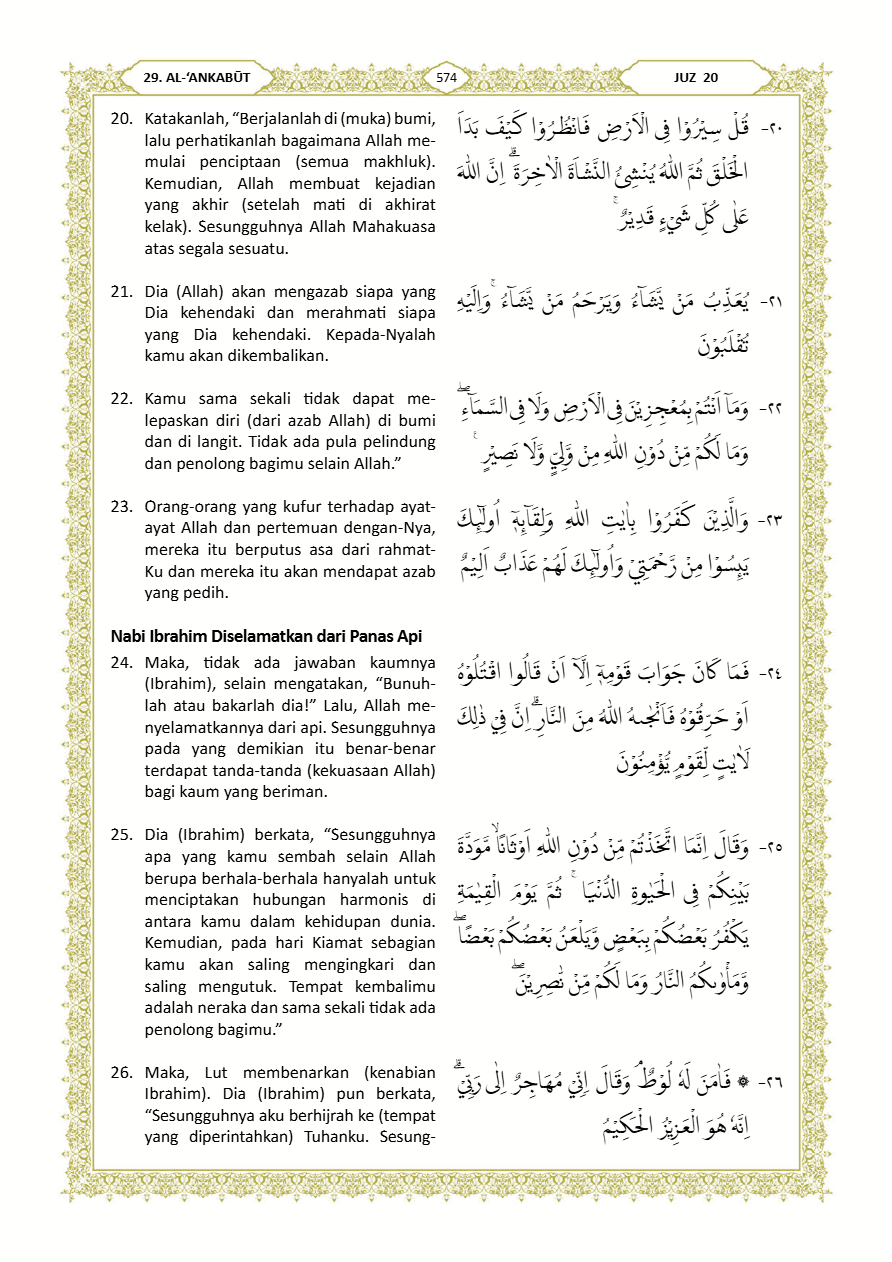 29. AL-‘ANKABŪT
574
JUZ 20
20. Katakanlah, “Berjalanlah di (muka) bumi,
lalu perhatikanlah bagaimana Allah me-
mulai penciptaan (semua makhluk).
Kemudian, Allah membuat kejadian
yang akhir (setelah mati di akhirat
kelak). Sesungguhnya Allah Mahakuasa
atas segala sesuatu.
٢٠- قُلْ سِيْرُوْا فِى الْاَرْضِ فَانْظُرُوْا كَيْفَ بَدَاَ
الْخَلْقَ ثُمَّ اللّٰهُ يُنْشِئُ النَّشْاَةَ الْاٰخِرَةَ ۗاِنَّ اللّٰهَ
عَلٰى كُلِّ شَيْءٍ قَدِيْرٌ ۚ
21. Dia (Allah) akan mengazab siapa yang
Dia kehendaki dan merahmati siapa
yang Dia kehendaki. Kepada-Nyalah
kamu akan dikembalikan.
٢١- يُعَذِّبُ مَنْ يَّشَاۤءُ وَيَرْحَمُ مَنْ يَّشَاۤءُ ۚوَاِلَيْهِ
تُقْلَبُوْنَ
22. Kamu sama sekali tidak dapat me-
lepaskan diri (dari azab Allah) di bumi
dan di langit. Tidak ada pula pelindung
dan penolong bagimu selain Allah.”
٢٢- وَمَآ اَنْتُمْ بِمُعْجِزِيْنَ فِى الْاَرْضِ وَلَا فِى السَّمَاۤءِ ۖ
وَمَا لَكُمْ مِّنْ دُوْنِ اللّٰهِ مِنْ وَّلِيٍّ وَّلَا نَصِيْرٍ ۚ
23. Orang-orang yang kufur terhadap ayat-
ayat Allah dan pertemuan dengan-Nya,
mereka itu berputus asa dari rahmat-
Ku dan mereka itu akan mendapat azab
yang pedih.
٢٣- وَالَّذِيْنَ كَفَرُوْا بِاٰيٰتِ اللّٰهِ وَلِقَاۤىِٕهٖٓ اُولٰۤىِٕكَ
يَىِٕسُوْا مِنْ رَّحْمَتِيْ وَاُولٰۤىِٕكَ لَهُمْ عَذَابٌ اَلِيْمٌ
Nabi Ibrahim Diselamatkan dari Panas Api
24. Maka, tidak ada jawaban kaumnya
(Ibrahim), selain mengatakan, “Bunuh-
lah atau bakarlah dia!” Lalu, Allah me-
nyelamatkannya dari api. Sesungguhnya
pada yang demikian itu benar-benar
terdapat tanda-tanda (kekuasaan Allah)
bagi kaum yang beriman.
٢٤- فَمَا كَانَ جَوَابَ قَوْمِهٖٓ اِلَّآ اَنْ قَالُوا اقْتُلُوْهُ
اَوْ حَرِّقُوْهُ فَاَنْجٰىهُ اللّٰهُ مِنَ النَّارِ ۗاِنَّ فِيْ ذٰلِكَ
لَاٰيٰتٍ لِّقَوْمٍ يُّؤْمِنُوْنَ
25. Dia (Ibrahim) berkata, “Sesungguhnya
apa yang kamu sembah selain Allah
berupa berhala-berhala hanyalah untuk
menciptakan hubungan harmonis di
antara kamu dalam kehidupan dunia.
Kemudian, pada hari Kiamat sebagian
kamu akan saling mengingkari dan
saling mengutuk. Tempat kembalimu
adalah neraka dan sama sekali tidak ada
penolong bagimu.”
٢٥- وَقَالَ اِنَّمَا اتَّخَذْتُمْ مِّنْ دُوْنِ اللّٰهِ اَوْثَانًا ۙمَّوَدَّةَ
بَيْنِكُمْ فِى الْحَيٰوةِ الدُّنْيَا ۚ ثُمَّ يَوْمَ الْقِيٰمَةِ
يَكْفُرُ بَعْضُكُمْ بِبَعْضٍ وَّيَلْعَنُ بَعْضُكُمْ بَعْضًا ۖ
وَّمَأْوٰىكُمُ النَّارُ وَمَا لَكُمْ مِّنْ نّٰصِرِيْنَ ۖ
26. Maka, Lut membenarkan (kenabian
Ibrahim). Dia (Ibrahim) pun berkata,
“Sesungguhnya aku berhijrah ke (tempat
yang diperintahkan) Tuhanku. Sesung-
٢٦- ۞ فَاٰمَنَ لَهٗ لُوْطٌ ۘوَقَالَ اِنِّيْ مُهَاجِرٌ اِلٰى رَبِّيْ ۗ
اِنَّهٗ هُوَ الْعَزِيْزُ الْحَكِيْمُ